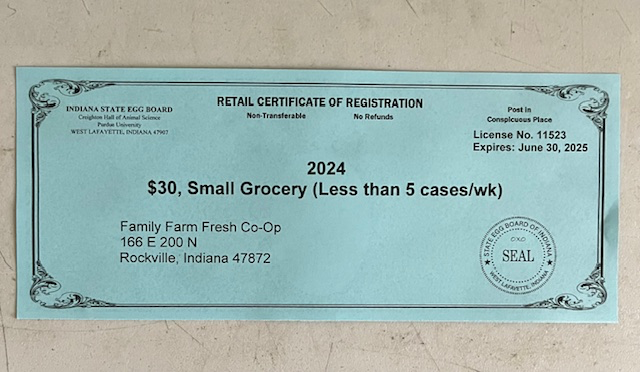 INDIANA STATE EGG BOARD
Creighton Hall of Animal Science
Purdue University
WEST LAFAYETTE, INDIANA 47907
RETAIL CERTIFICATE OF REGISTRATION
Non-Transferable No Refunds
Post in
Conspicuous Place
License No. 11523
Expires: June 30, 2025
2024
$30, Small Grocery (Less than 5 cases/wk)
Family Farm Fresh Co-Op
166 E 200 N
Rockville, Indiana 47872
STATE EGG BOARD OF INDIANA
SEAL
WEST LAFAYETTE, INDIANA